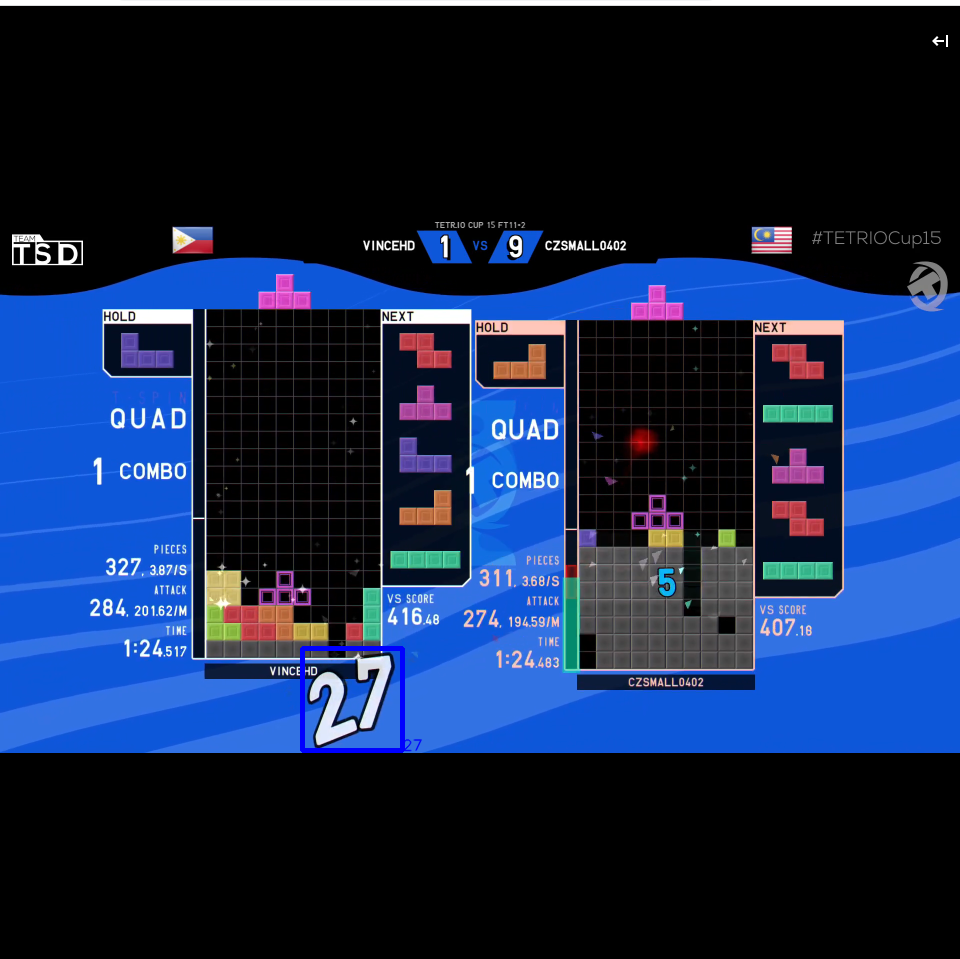 TETR.IO CUP 15 FT11-2
TEAM
TSD
VINCEHD
1
VS
9
CZSMALL0402
#TETRIOCup15
HOLD
NEXT
QUAD
1 COMBO
PIECES
327, 3.87/S
ATTACK
284, 201.62/M
TIME
1:24.517
VS SCORE
416.48
VINCEHD
27
27
HOLD
NEXT
QUAD
1 COMBO
5
PIECES
311, 3.68/S
ATTACK
274, 194.59/M
TIME
1:24.483
VS SCORE
407.18
CZSMALL0402